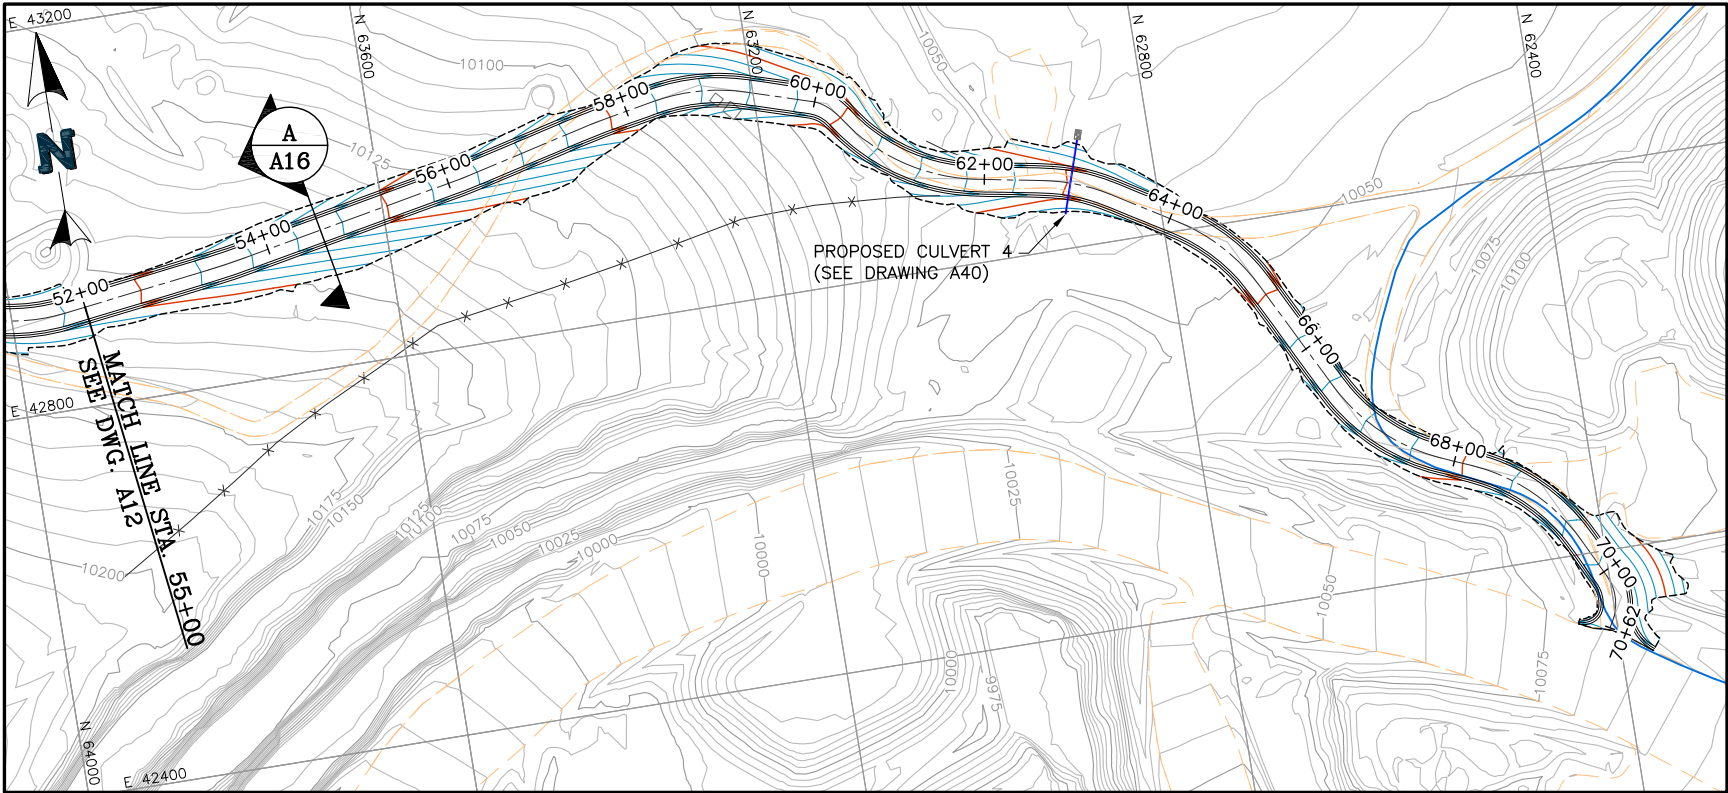 E 43200
N 63600
N 63200
N 62800
N 62400
10100
10050
10125
A
A16
N
52+00
54+00
56+00
58+00
60+00
62+00
64+00
66+00
68+00
70+00
70+62
10050
10075
10100
PROPOSED CULVERT 4
(SEE DRAWING A40)
E 42800
MATCH LINE STA. 55+00
SEE DWG. A12
10175
10150
10125
10100
10075
10050
10025
10000
10200
10025
10000
10000
9975
10050
10075
N 64000
E 42400